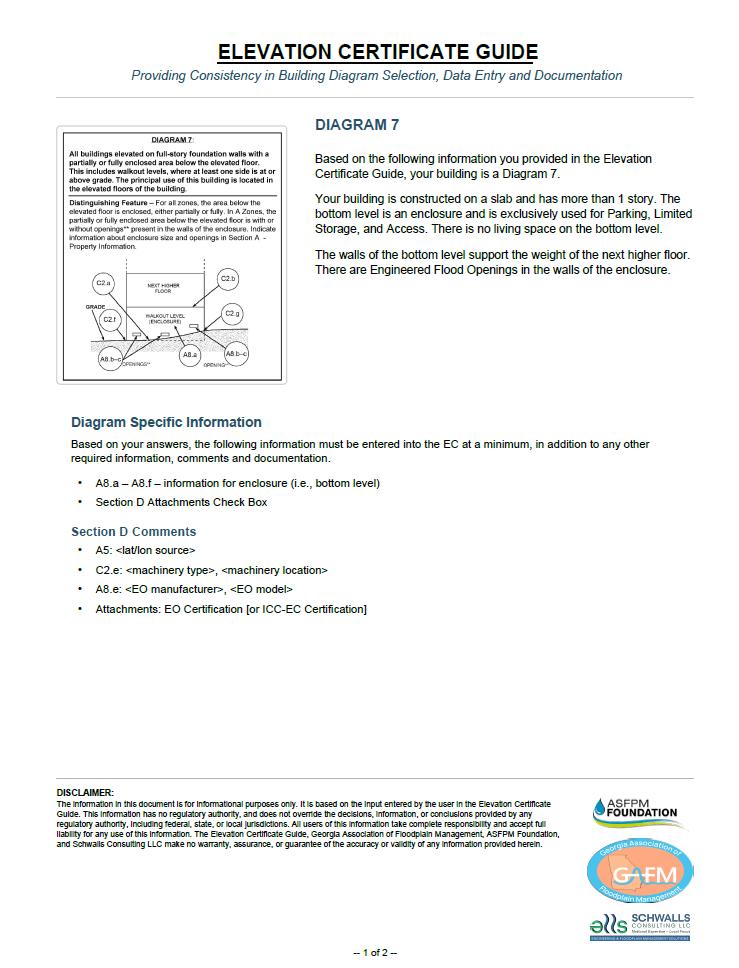 ELEVATION CERTIFICATE GUIDE
Providing Consistency in Building Diagram Selection, Data Entry and Documentation
DIAGRAM 7
All buildings elevated on full-story foundation walls with a
partially or fully enclosed area below the elevated floor.
This includes walkout levels, where at least one side is at or
above grade. The principal use of this building is located in
the elevated floors of the building.
Distinguishing Feature – For all zones, the area below the
elevated floor is enclosed, either partially or fully. In A Zones, the
partially or fully enclosed area below the elevated floor is with or
without openings** present in the walls of the enclosure. Indicate
information about enclosure size and openings in Section A –
Property Information.
C2.a
NEXT HIGHER
FLOOR
C2.b
GRADE
C2.f
WALKOUT LEVEL
(ENCLOSURE)
C2.g
A8.b–c
OPENINGS**
A8.a
OPENING**
A8.b–c
DIAGRAM 7
Based on the following information you provided in the Elevation
Certificate Guide, your building is a Diagram 7.
Your building is constructed on a slab and has more than 1 story. The
bottom level is an enclosure and is exclusively used for Parking, Limited
Storage, and Access. There is no living space on the bottom level.
The walls of the bottom level support the weight of the next higher floor.
There are Engineered Flood Openings in the walls of the enclosure.
Diagram Specific Information
Based on your answers, the following information must be entered into the EC at a minimum, in addition to any other
required information, comments and documentation.
• A8.a – A8.f – information for enclosure (i.e., bottom level)
• Section D Attachments Check Box
Section D Comments
• A5: <lat/lon source>
• C2.e: <machinery type>, <machinery location>
• A8.e: <EO manufacturer>, <EO model>
• Attachments: EO Certification [or ICC-EC Certification]
DISCLAIMER:
The information in this document is for informational purposes only. It is based on the input entered by the user in the Elevation Certificate
Guide. This information has no regulatory authority, and does not override the decisions, information, or conclusions provided by any
regulatory authority, including federal, state, or local jurisdictions. All users of this information take complete responsibility and accept full
liability for any use of this information. The Elevation Certificate Guide, Georgia Association of Floodplain Management, ASFPM Foundation,
and Schwalls Consulting LLC make no warranty, assurance, or guarantee of the accuracy or validity of any information provided herein.
ASFPM
FOUNDATION
Georgia Association of
GAFM
Floodplain Management
SCHWALLS
CONSULTING LLC
National Expertise – Local Focus
ENGINEERING & FLOODPLAIN MANAGEMENT SOLUTIONS
-- 1 of 2 --